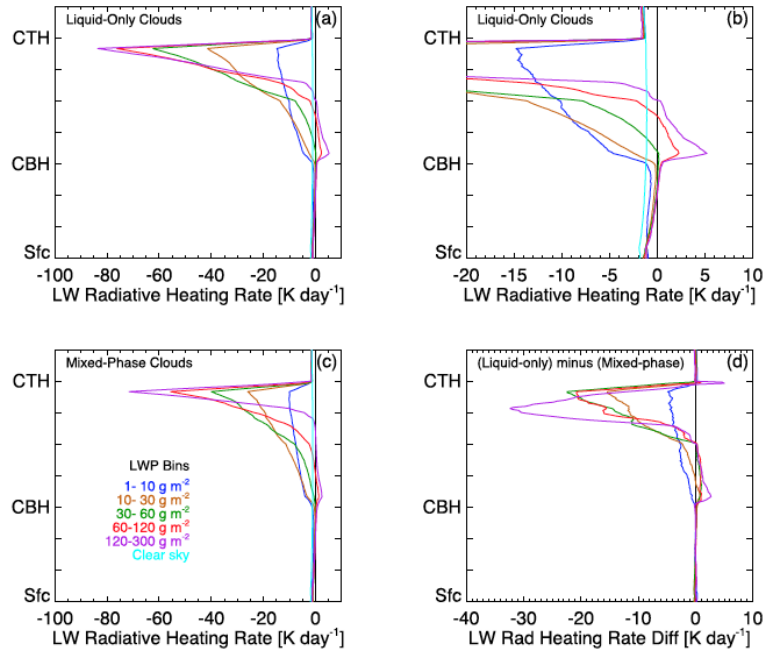 Liquid-Only Clouds (a)
CTH
CBH
Sfc
-100 -80 -60 -40 -20 0
LW Radiative Heating Rate [K day⁻¹]
Liquid-Only Clouds (b)
CTH
CBH
Sfc
-20 -15 -10 -5 0 5 10
LW Radiative Heating Rate [K day⁻¹]
Mixed-Phase Clouds (c)
CTH
LWP Bins
1- 10 g m⁻²
10- 30 g m⁻²
30- 60 g m⁻²
60-120 g m⁻²
120-300 g m⁻²
Clear sky
CBH
Sfc
-100 -80 -60 -40 -20 0
LW Radiative Heating Rate [K day⁻¹]
(Liquid-only) minus (Mixed-phase) (d)
CTH
CBH
Sfc
-40 -30 -20 -10 0 10
LW Rad Heating Rate Diff [K day⁻¹]